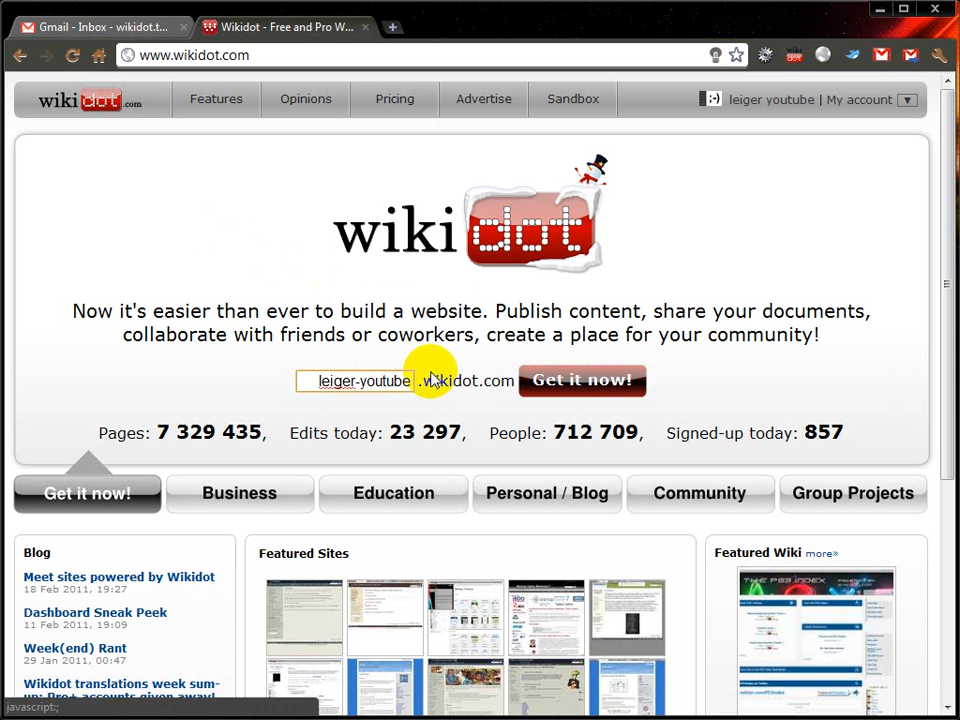 Gmail - Inbox - wikidot.t...
Wikidot - Free and Pro W...
www.wikidot.com
wikidot.com
Features
Opinions
Pricing
Advertise
Sandbox
leiger youtube | My account
wikidot
Now it's easier than ever to build a website. Publish content, share your documents,
collaborate with friends or coworkers, create a place for your community!
leiger-youtube .wikidot.com Get it now!
Pages: 7 329 435, Edits today: 23 297, People: 712 709, Signed-up today: 857
Get it now!
Business
Education
Personal / Blog
Community
Group Projects
Blog
Meet sites powered by Wikidot
18 Feb 2011, 19:27
Dashboard Sneak Peek
11 Feb 2011, 19:09
Week(end) Rant
29 Jan 2011, 00:47
Wikidot translations week sum-
up: Pro+ accounts given away!
Featured Sites
Featured Wiki more»
THE PS3 INDEX
javascript:;